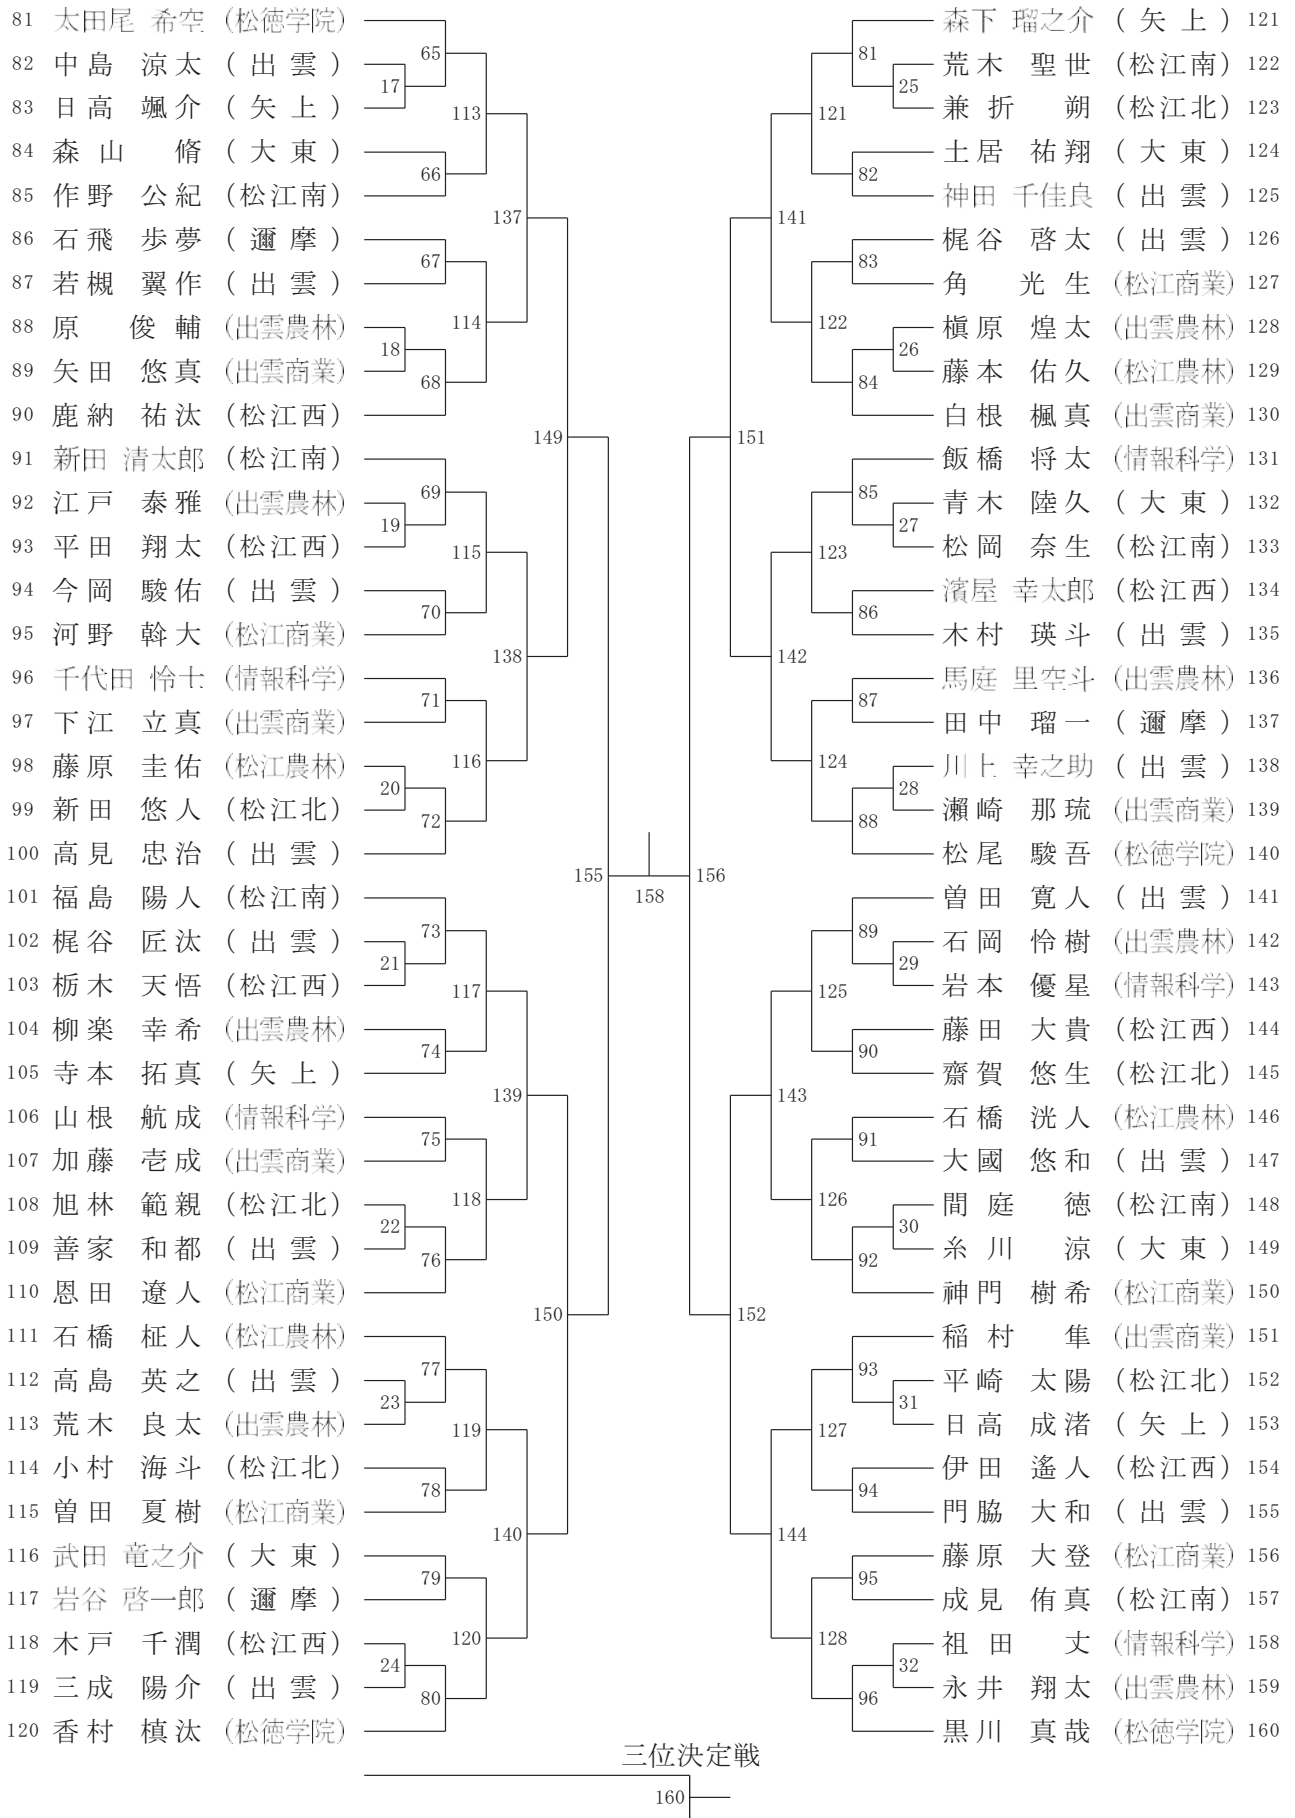 81 太田尾 希空 (松徳学院)
82 中島 涼太 (出雲)
83 日高 颯介 (矢上)
84 森山 脩 (大東)
85 作野 公紀 (松江南)
86 石飛 歩夢 (邇摩)
87 若槻 翼作 (出雲)
88 原 俊輔 (出雲農林)
89 矢田 悠真 (出雲商業)
90 鹿納 祐汰 (松江西)
91 新田 清太郎 (松江南)
92 江戸 泰雅 (出雲農林)
93 平田 翔太 (松江西)
94 今岡 駿佑 (出雲)
95 河野 斡大 (松江商業)
96 千代田 怜士 (情報科学)
97 下江 立真 (出雲商業)
98 藤原 圭佑 (松江農林)
99 新田 悠人 (松江北)
100 高見 忠治 (出雲)
101 福島 陽人 (松江南)
102 梶谷 匠汰 (出雲)
103 栃木 天悟 (松江西)
104 柳楽 幸希 (出雲農林)
105 寺本 拓真 (矢上)
106 山根 航成 (情報科学)
107 加藤 壱成 (出雲商業)
108 旭林 範親 (松江北)
109 善家 和都 (出雲)
110 恩田 遼人 (松江商業)
111 石橋 柾人 (松江農林)
112 高島 英之 (出雲)
113 荒木 良太 (出雲農林)
114 小村 海斗 (松江北)
115 曽田 夏樹 (松江商業)
116 武田 竜之介 (大東)
117 岩谷 啓一郎 (邇摩)
118 木戸 千潤 (松江西)
119 三成 陽介 (出雲)
120 香村 槙汰 (松徳学院)
17
18
19
20
21
22
23
24
65
66
67
68
69
70
71
72
73
74
75
76
77
78
79
80
113
114
115
116
117
118
119
120
137
138
139
140
149
150
155
158
156
151
152
141
142
143
144
121
122
123
124
125
126
127
128
81
82
83
84
85
86
87
88
89
90
91
92
93
94
95
96
25
26
27
28
29
30
31
32
森下 瑠之介 (矢上) 121
荒木 聖世 (松江南) 122
兼折 朔 (松江北) 123
土居 祐翔 (大東) 124
神田 千佳良 (出雲) 125
梶谷 啓太 (出雲) 126
角 光生 (松江商業) 127
槇原 煌太 (出雲農林) 128
藤本 佑久 (松江農林) 129
白根 楓真 (出雲商業) 130
飯橋 将太 (情報科学) 131
青木 陸久 (大東) 132
松岡 奈生 (松江南) 133
濱屋 幸太郎 (松江西) 134
木村 瑛斗 (出雲) 135
馬庭 里空斗 (出雲農林) 136
田中 瑠一 (邇摩) 137
川上 幸之助 (出雲) 138
瀬崎 那琉 (出雲商業) 139
松尾 駿吾 (松徳学院) 140
曽田 寛人 (出雲) 141
石岡 怜樹 (出雲農林) 142
岩本 優星 (情報科学) 143
藤田 大貴 (松江西) 144
齋賀 悠生 (松江北) 145
石橋 洸人 (松江農林) 146
大國 悠和 (出雲) 147
間庭 徳 (松江南) 148
糸川 涼 (大東) 149
神門 樹希 (松江商業) 150
稲村 隼 (出雲商業) 151
平崎 太陽 (松江北) 152
日高 成渚 (矢上) 153
伊田 遙人 (松江西) 154
門脇 大和 (出雲) 155
藤原 大登 (松江商業) 156
成見 侑真 (松江南) 157
祖田 丈 (情報科学) 158
永井 翔太 (出雲農林) 159
黒川 真哉 (松徳学院) 160
三位決定戦
160